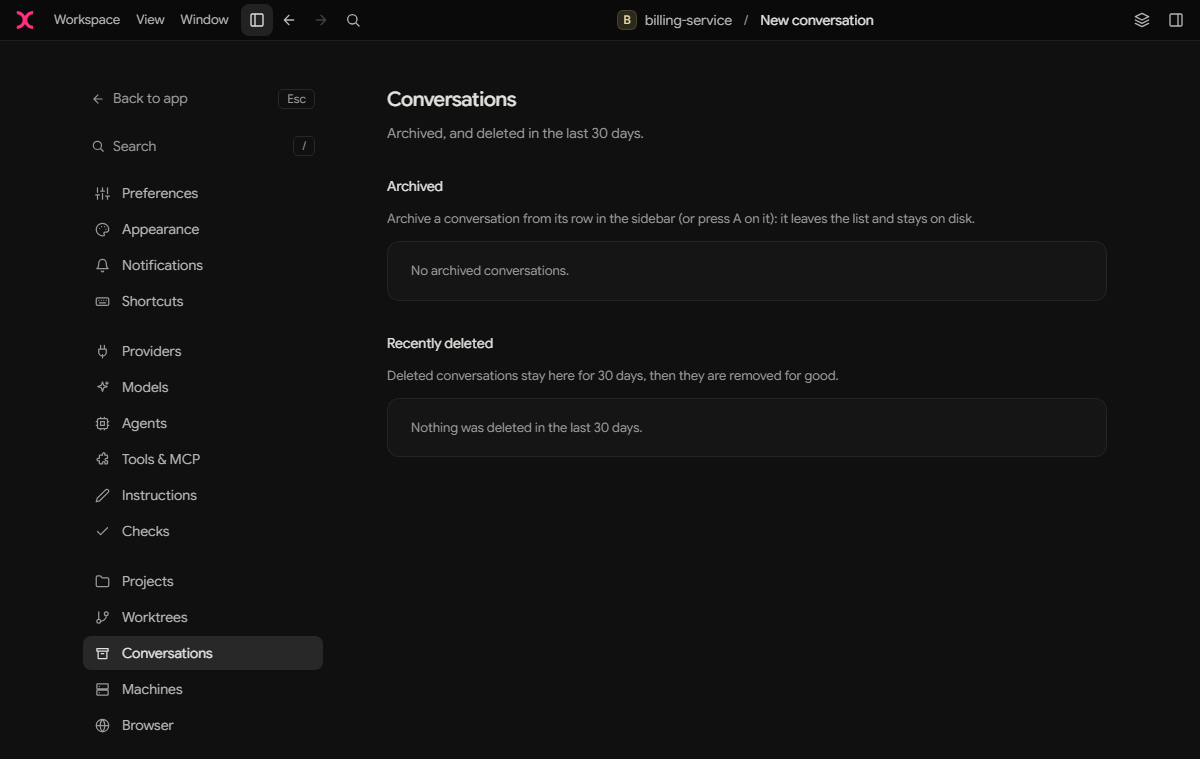 Workspace View Window
B billing-service / New conversation
Back to app Esc
Search /
Preferences
Appearance
Notifications
Shortcuts
Providers
Models
Agents
Tools & MCP
Instructions
Checks
Projects
Worktrees
Conversations
Machines
Browser
Conversations
Archived, and deleted in the last 30 days.
Archived
Archive a conversation from its row in the sidebar (or press A on it): it leaves the list and stays on disk.
No archived conversations.
Recently deleted
Deleted conversations stay here for 30 days, then they are removed for good.
Nothing was deleted in the last 30 days.